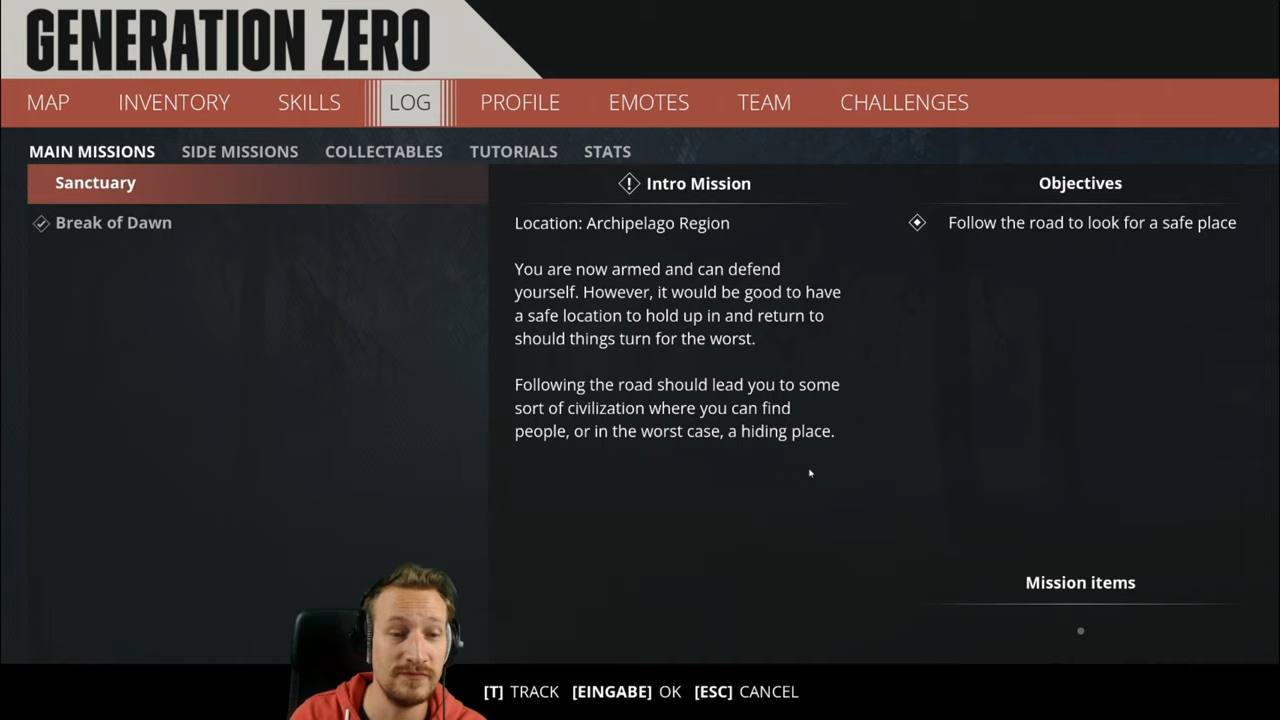 GENERATION ZERO
MAP INVENTORY SKILLS LOG PROFILE EMOTES TEAM CHALLENGES
MAIN MISSIONS SIDE MISSIONS COLLECTABLES TUTORIALS STATS
Sanctuary
Break of Dawn
Intro Mission
Location: Archipelago Region
You are now armed and can defend
yourself. However, it would be good to have
a safe location to hold up in and return to
should things turn for the worst.
Following the road should lead you to some
sort of civilization where you can find
people, or in the worst case, a hiding place.
Objectives
Follow the road to look for a safe place
Mission items
[T] TRACK [EINGABE] OK [ESC] CANCEL